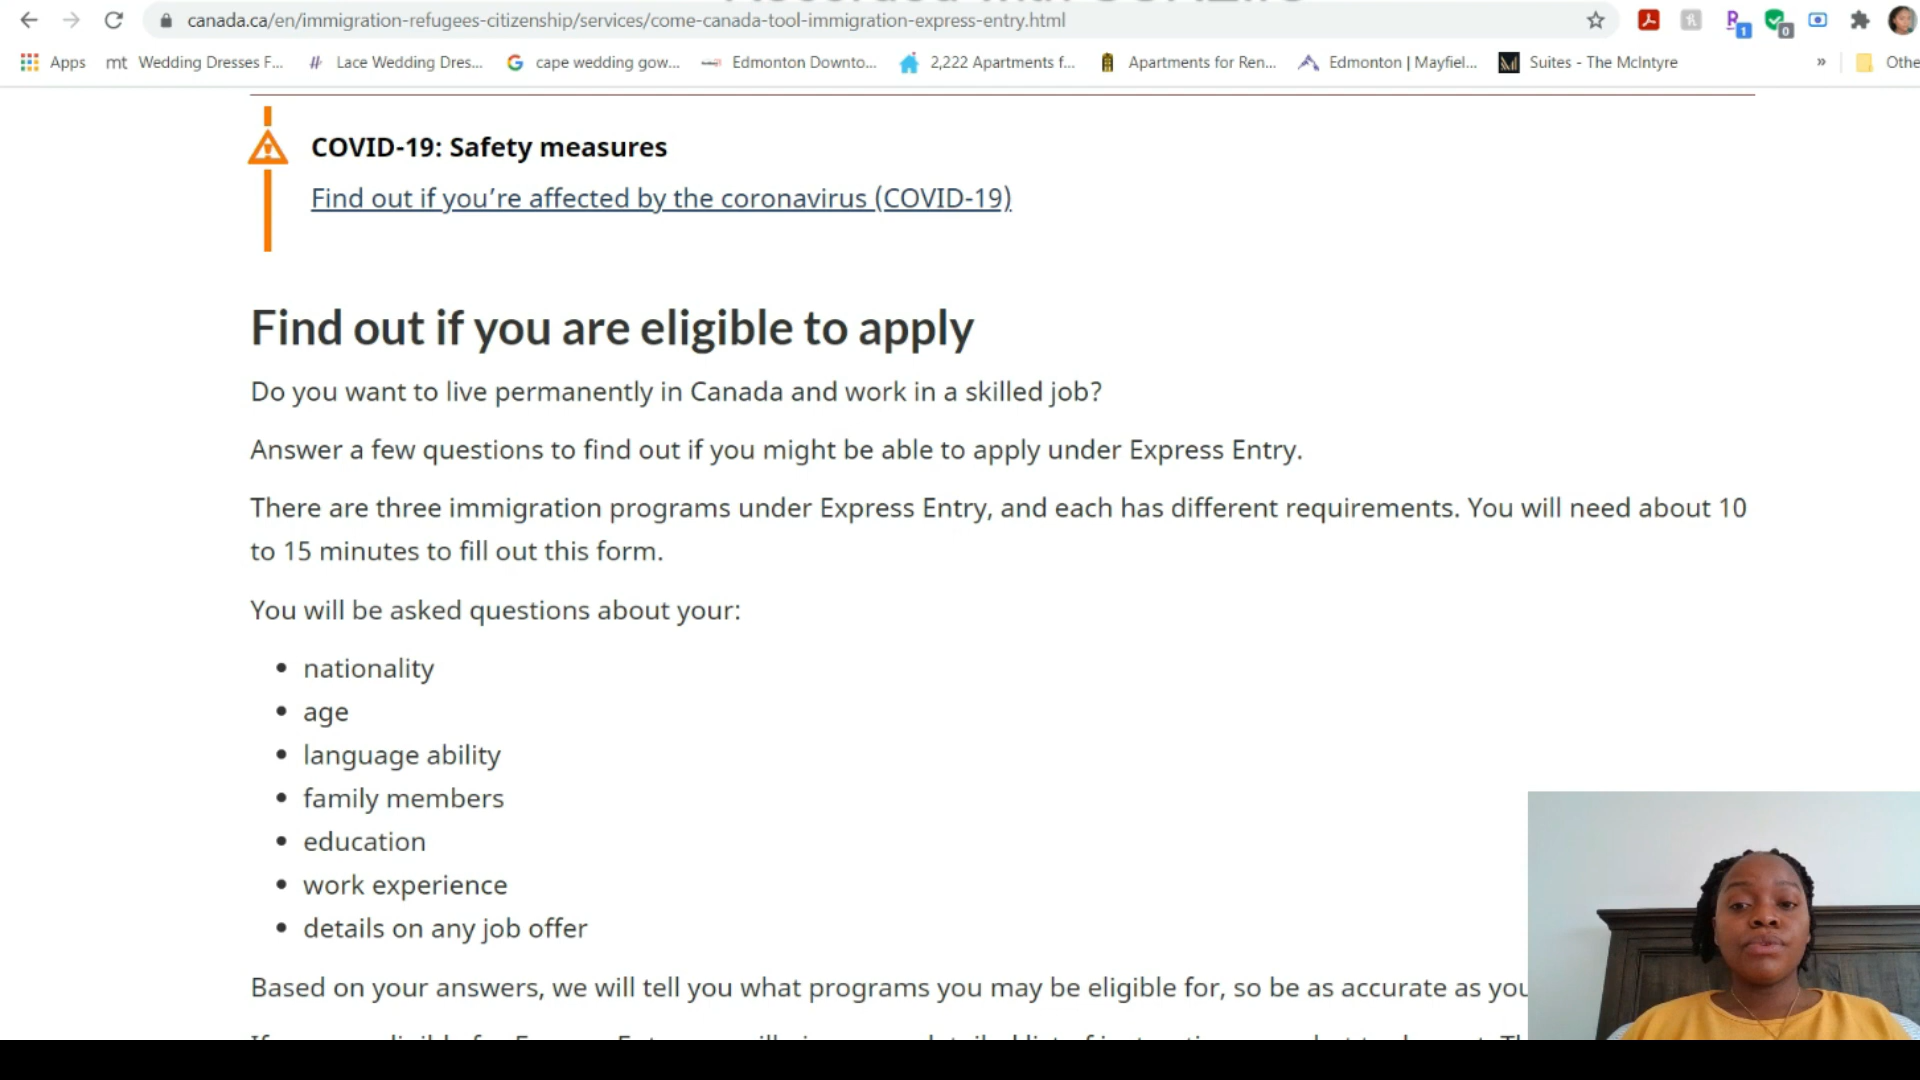 canada.ca/en/immigration-refugees-citizenship/services/come-canada-tool-immigration-express-entry.html
Apps mt Wedding Dresses F... Lace Wedding Dres... cape wedding gow... Edmonton Downto... 2,222 Apartments f... Apartments for Ren... Edmonton | Mayfiel... Suites - The McIntyre » Othe
COVID-19: Safety measures
Find out if you’re affected by the coronavirus (COVID-19)
Find out if you are eligible to apply
Do you want to live permanently in Canada and work in a skilled job?
Answer a few questions to find out if you might be able to apply under Express Entry.
There are three immigration programs under Express Entry, and each has different requirements. You will need about 10
to 15 minutes to fill out this form.
You will be asked questions about your:
• nationality
• age
• language ability
• family members
• education
• work experience
• details on any job offer
Based on your answers, we will tell you what programs you may be eligible for, so be as accurate as you